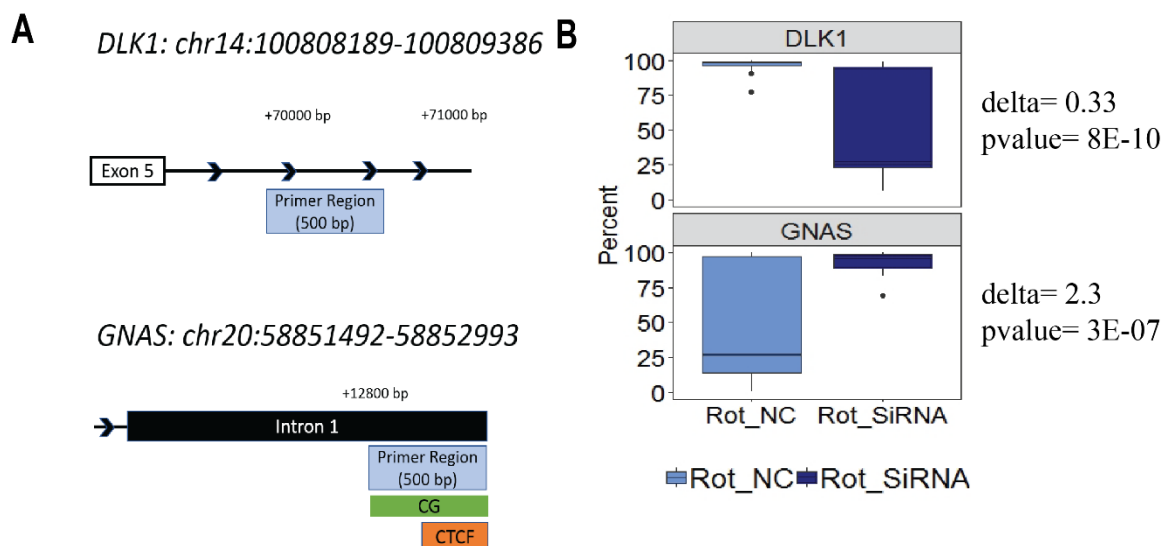 A
DLK1: chr14:100808189-100809386
+70000 bp
+71000 bp
Exon 5
Primer Region
(500 bp)
GNAS: chr20:58851492-58852993
+12800 bp
Intron 1
Primer Region
(500 bp)
CG
CTCF
B
DLK1
100
75
50
25
0
delta= 0.33
pvalue= 8E-10
Percent
GNAS
100
75
50
25
0
delta= 2.3
pvalue= 3E-07
Rot_NC
Rot_SiRNA
Rot_NC
Rot_SiRNA